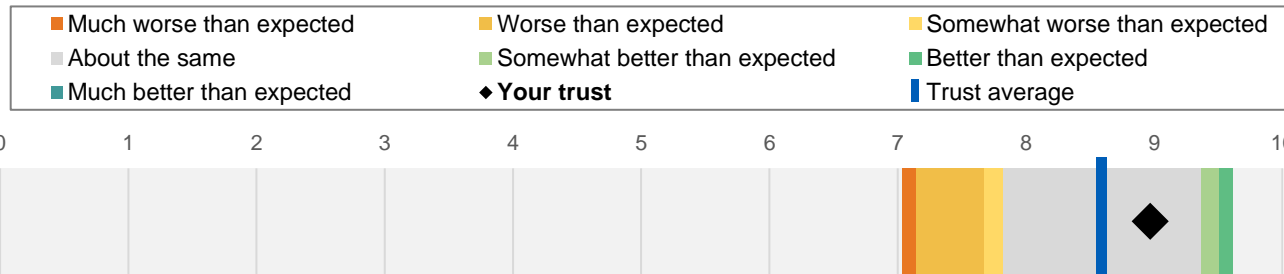 Much worse than expected Worse than expected Somewhat worse than expected
About the same Somewhat better than expected Better than expected
Much better than expected Your trust Trust average
0 1 2 3 4 5 6 7 8 9 10